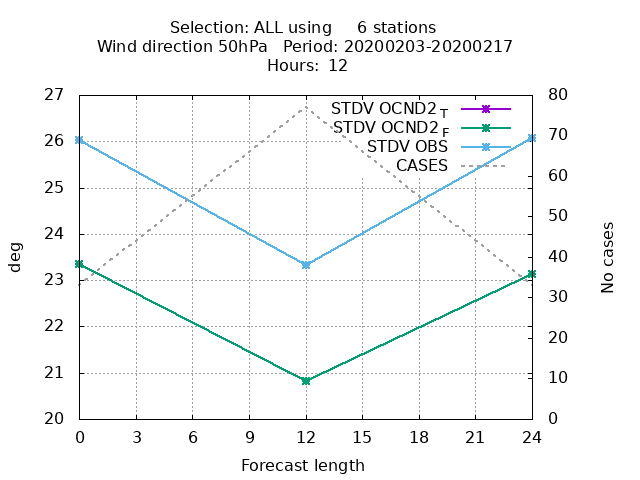 Selection: ALL using     6 stations
Wind direction 50hPa   Period: 20200203-20200217
Hours:  12
27
26
25
24
23
22
21
20
deg
80
70
60
50
40
30
20
10
0
No cases
STDV OCND2 T
STDV OCND2 F
STDV OBS
CASES
0 3 6 9 12 15 18 21 24
Forecast length